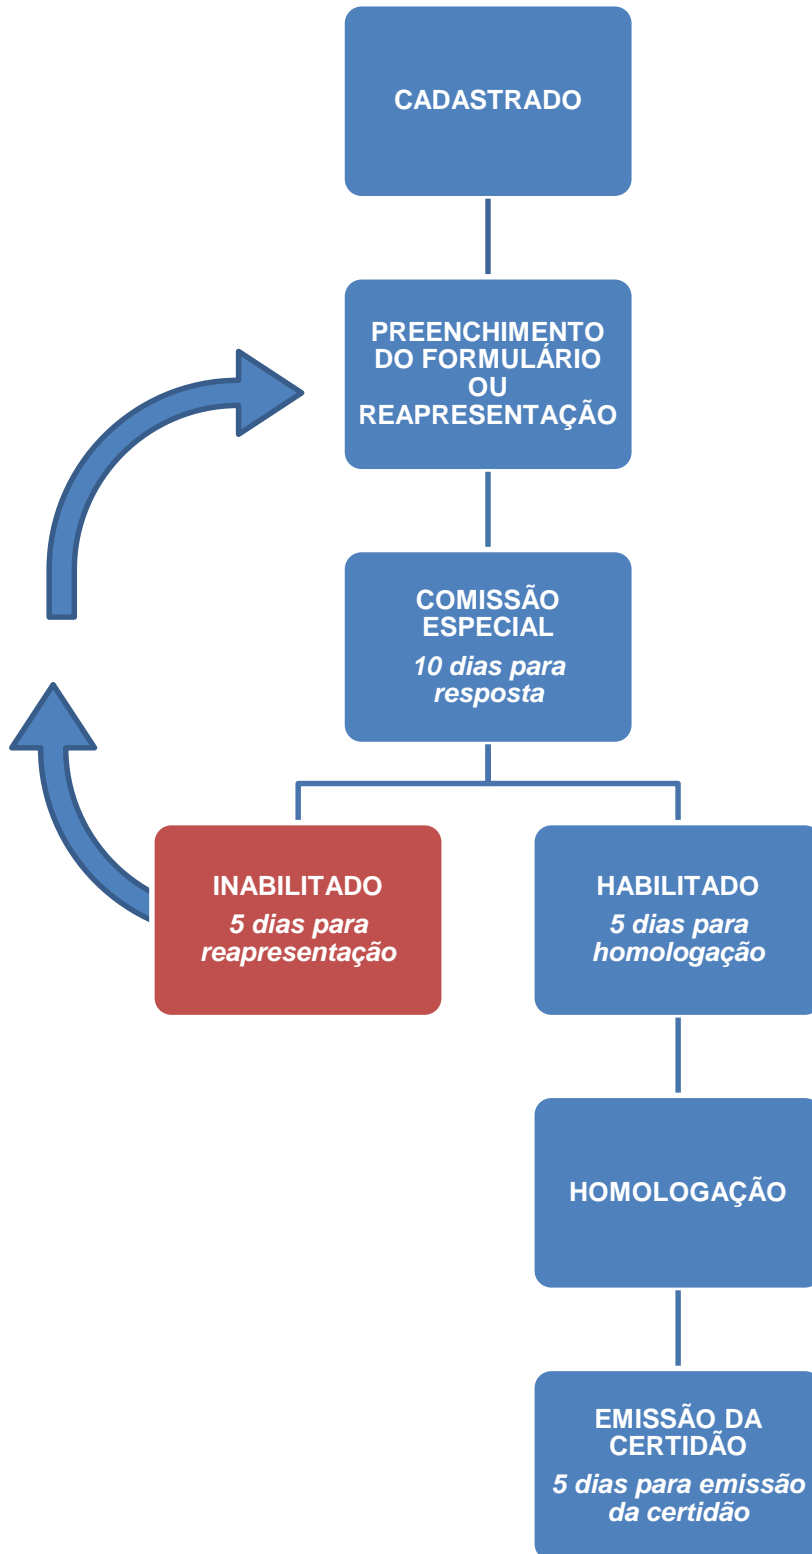 CADASTRADO
PREENCHIMENTO
DO FORMULÁRIO
OU
REAPRESENTAÇÃO
COMISSÃO
ESPECIAL
10 dias para
resposta
INABILITADO
5 dias para
reapresentação
HABILITADO
5 dias para
homologação
HOMOLOGAÇÃO
EMISSÃO DA
CERTIDÃO
5 dias para emissão
da certidão